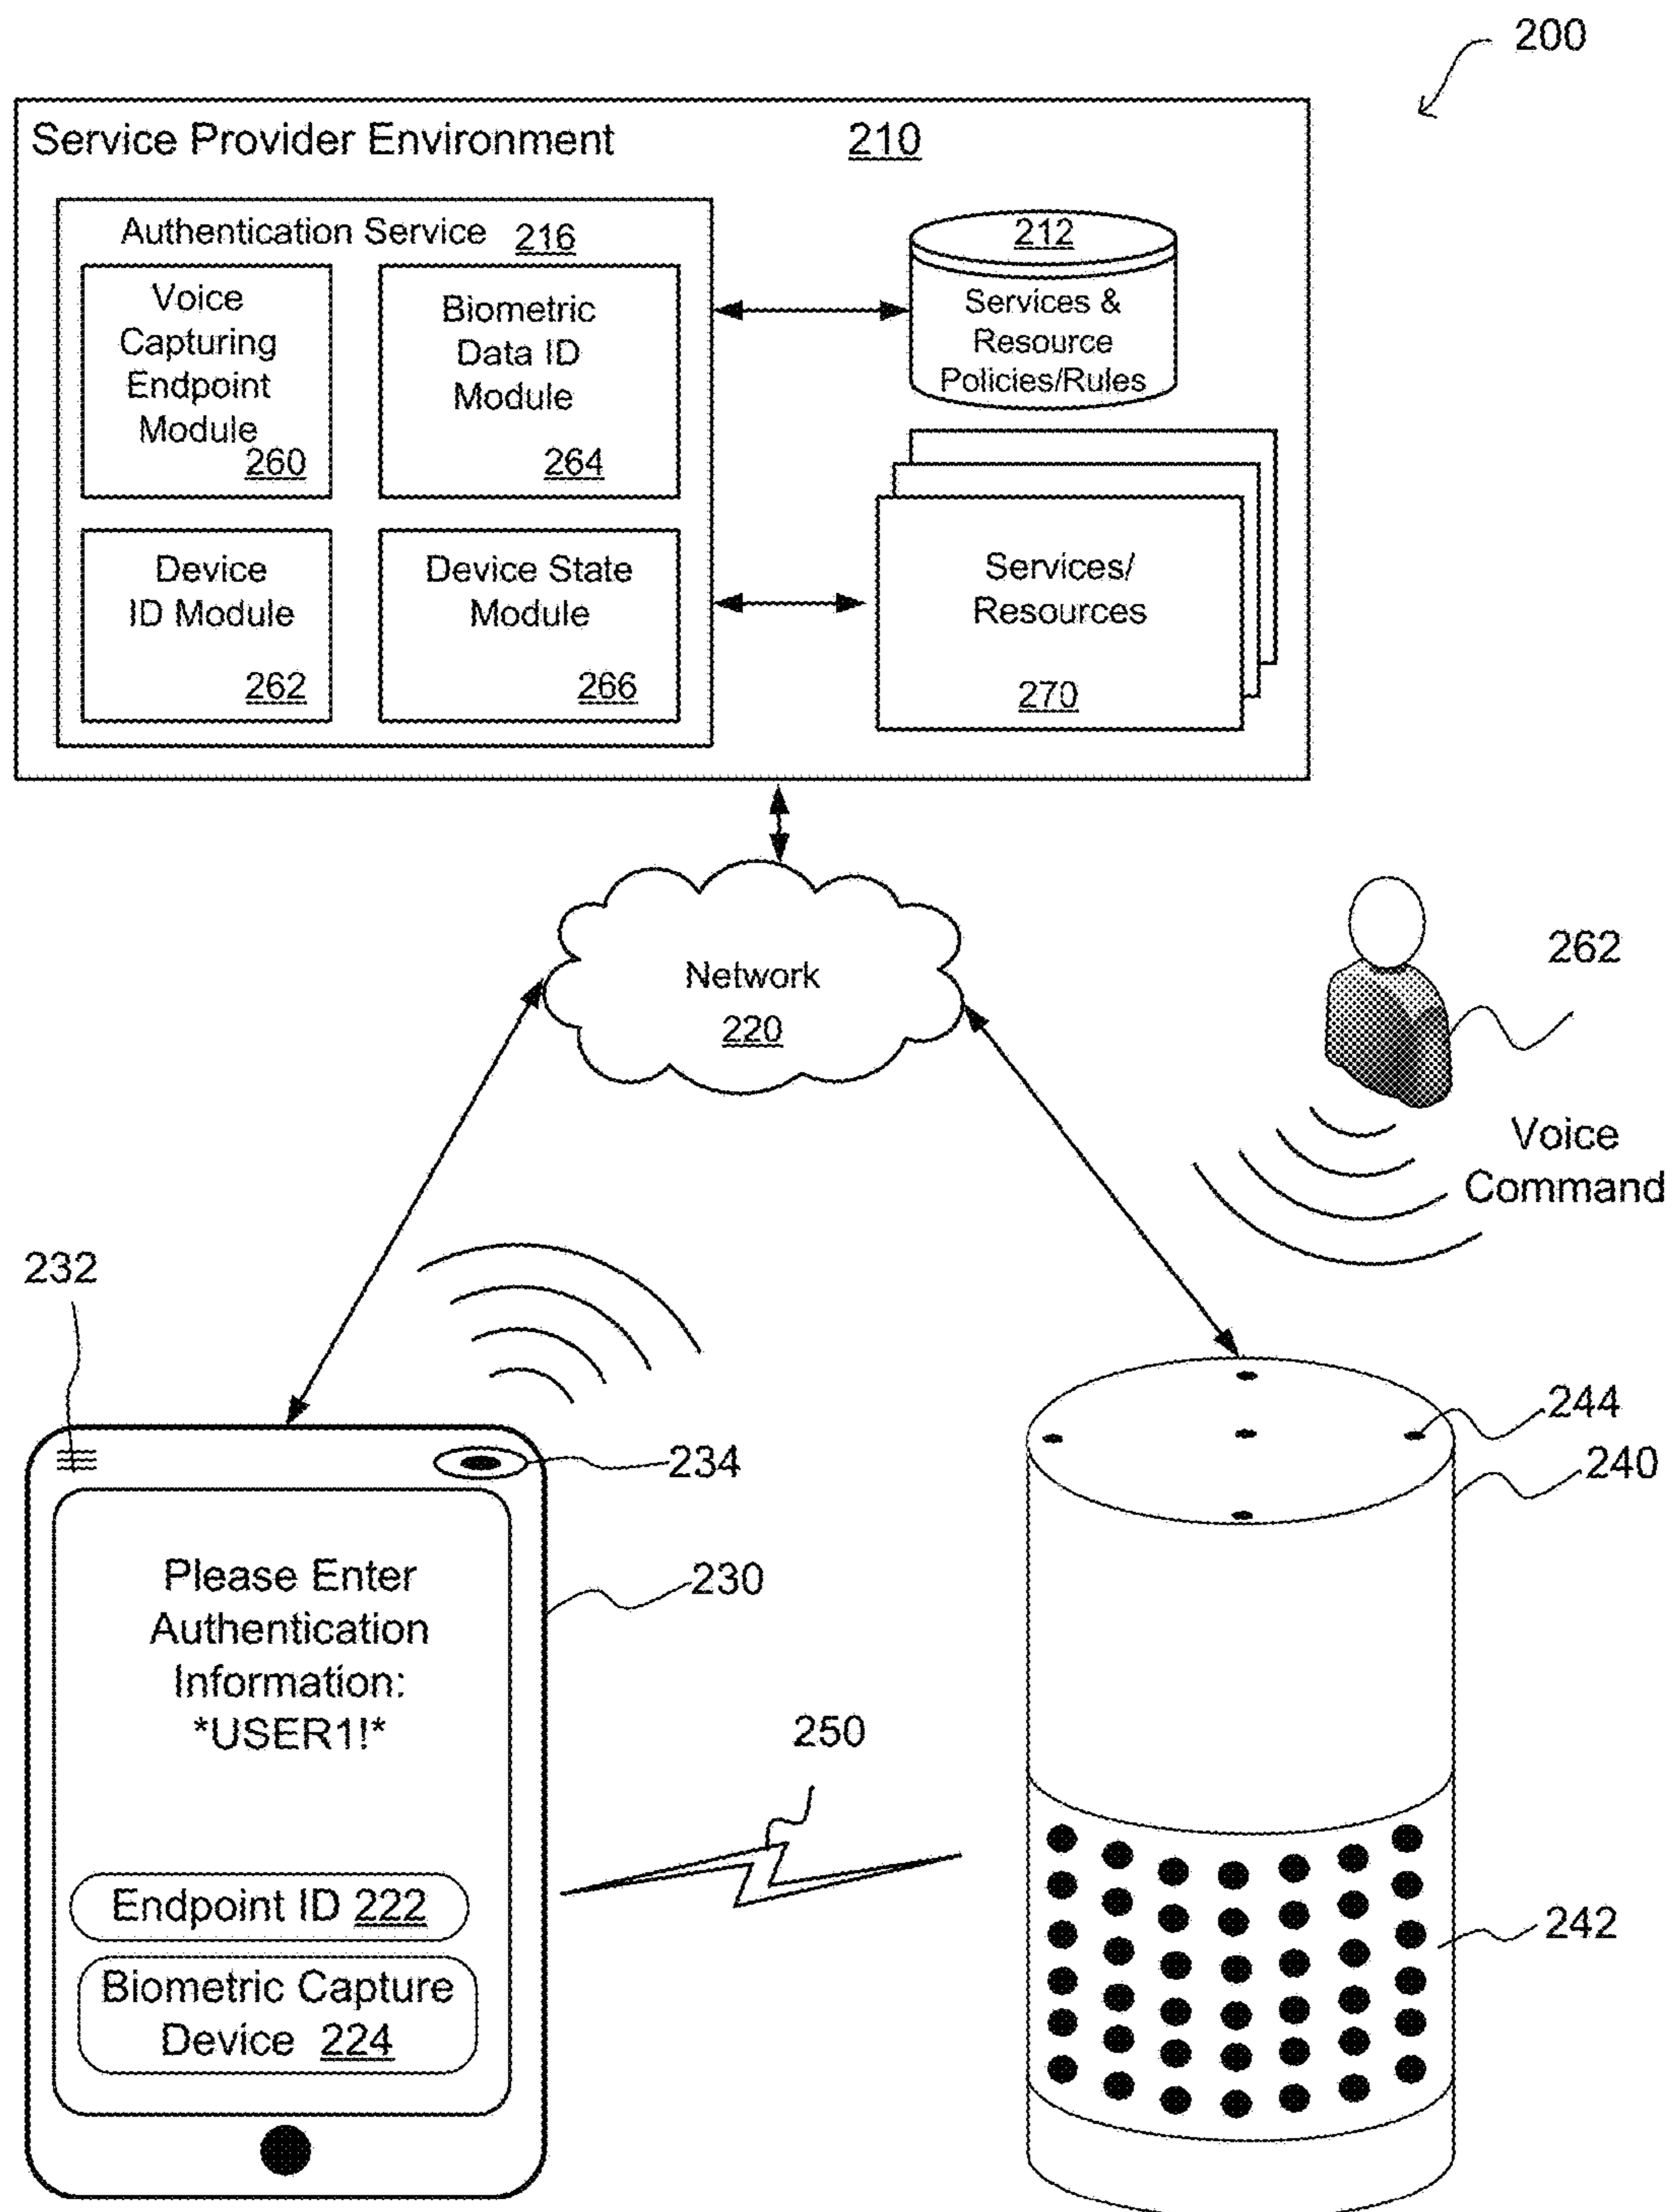 200
Service Provider Environment 210
Authentication Service 216
Voice
Capturing
Endpoint
Module
260
Biometric
Data ID
Module
264
Device
ID Module
262
Device State
Module
266
212
Services &
Resource
Policies/Rules
Services/
Resources
270
Network
220
262
Voice
Command
232
234
230
Please Enter
Authentication
Information:
*USER1!*
Endpoint ID 222
Biometric Capture
Device 224
250
244
240
242